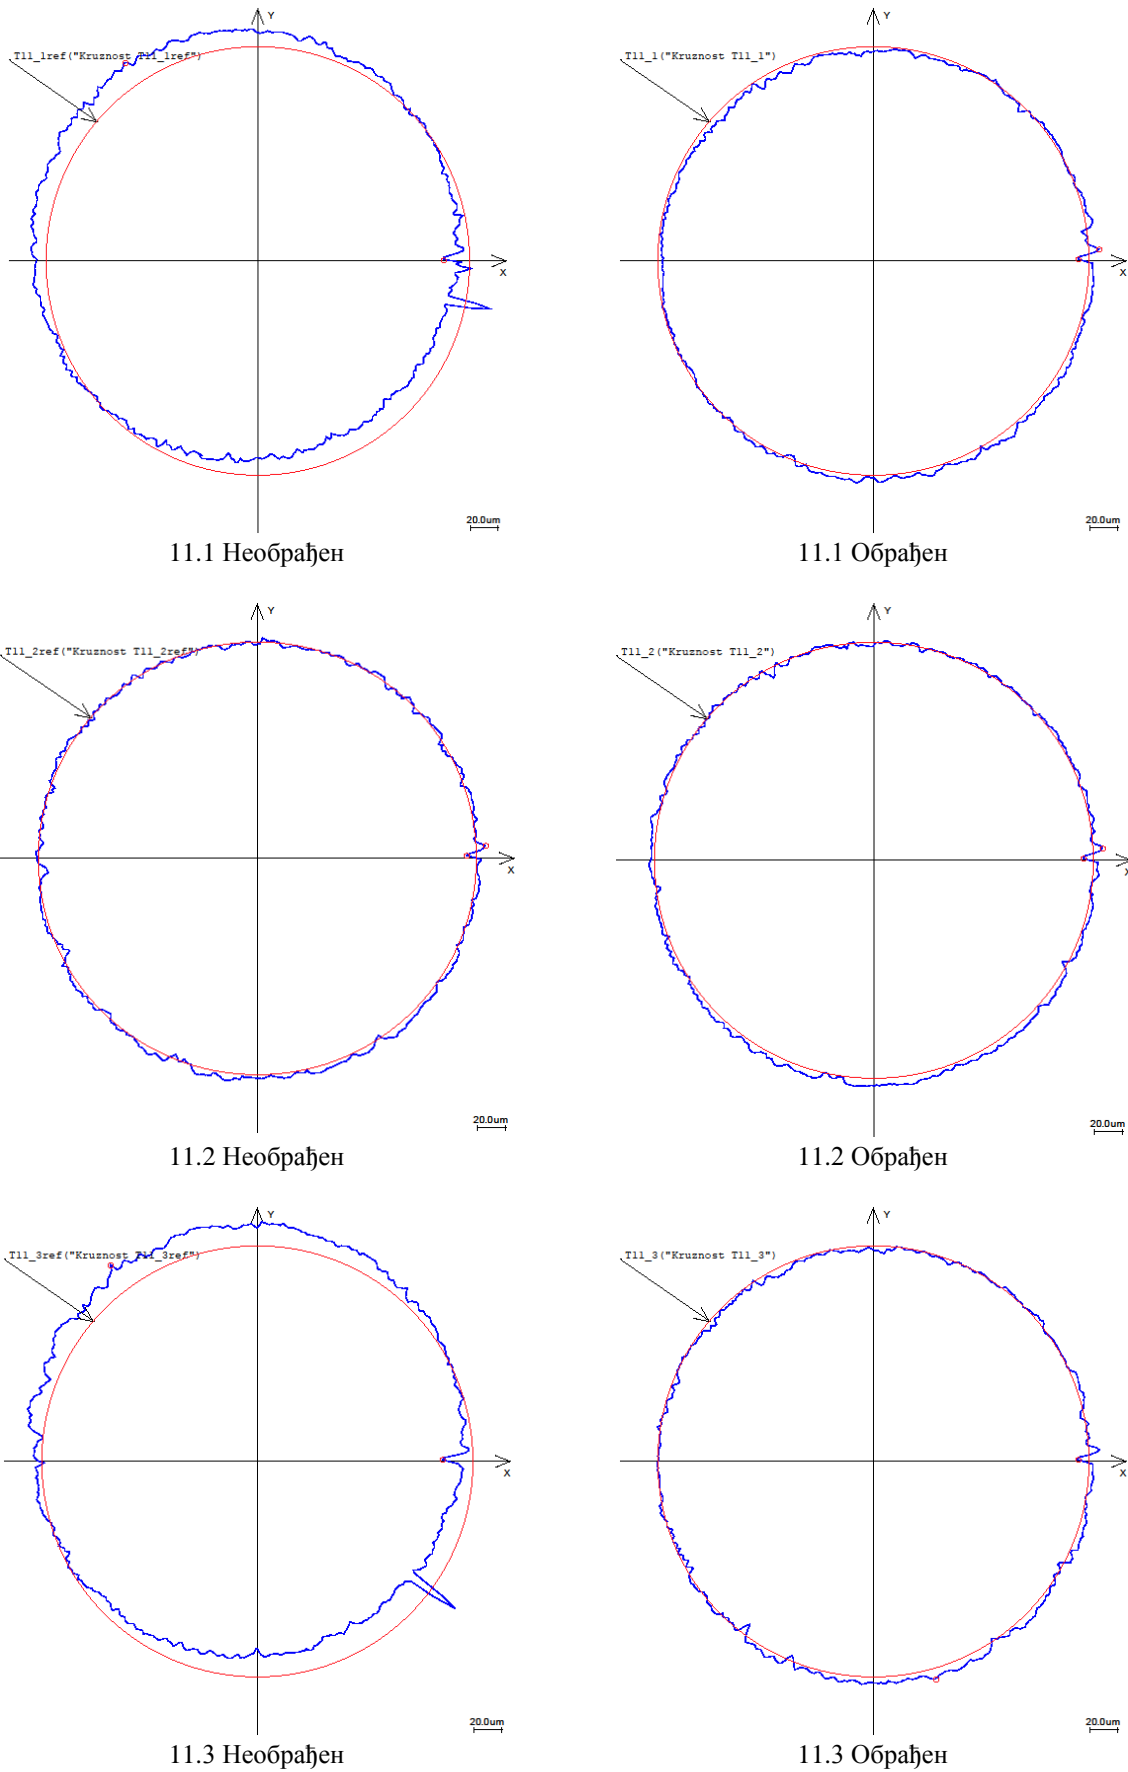 Y
Y
T11_1ref("Kruznost T11_1ref")
T11_1("Kruznost T11_1")
X
X
20.0um
20.0um
11.1 Необрађен
11.1 Обрађен
Y
Y
T11_2ref("Kruznost T11_2ref")
T11_2("Kruznost T11_2")
X
X
20.0um
20.0um
11.2 Необрађен
11.2 Обрађен
Y
Y
T11_3ref("Kruznost T11_3ref")
T11_3("Kruznost T11_3")
X
X
20.0um
20.0um
11.3 Необрађен
11.3 Обрађен